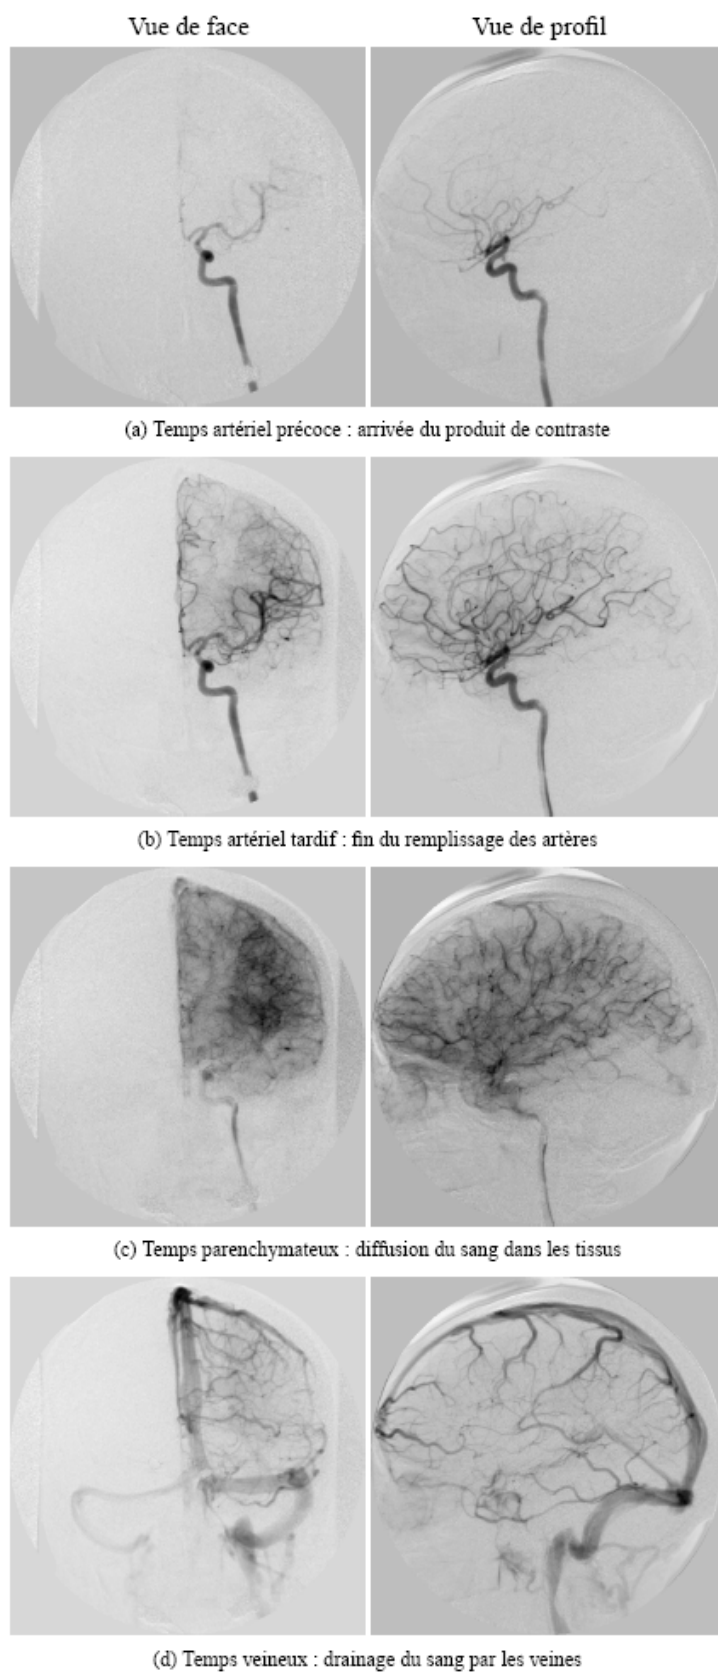 Vue de face
Vue de profil
(a) Temps artériel précoce : arrivée du produit de contraste
(b) Temps artériel tardif : fin du remplissage des artères
(c) Temps parenchymateux : diffusion du sang dans les tissus
(d) Temps veineux : drainage du sang par les veines